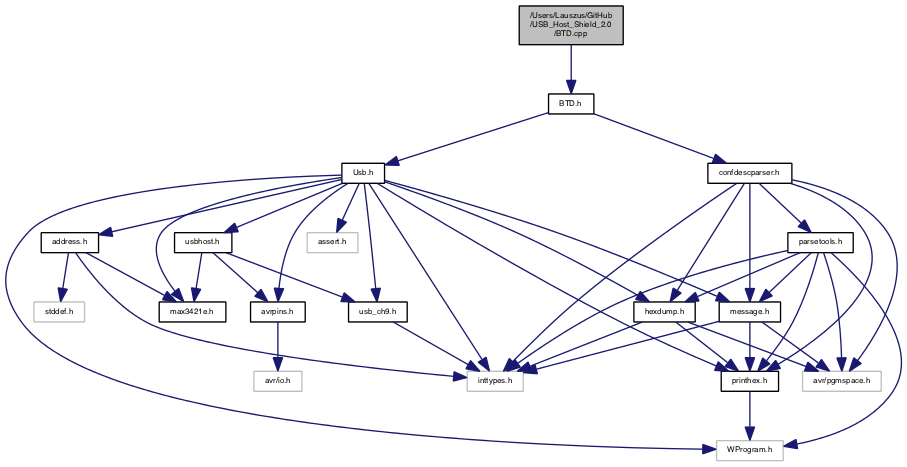 /Users/Lauszus/GitHub
/USB_Host_Shield_2.0
/BTD.cpp
BTD.h
Usb.h
confdescparser.h
address.h
usbhost.h
assert.h
parsetools.h
stddef.h
max3421e.h
avrpins.h
usb_ch9.h
hexdump.h
message.h
avr/io.h
inttypes.h
printhex.h
avr/pgmspace.h
WProgram.h